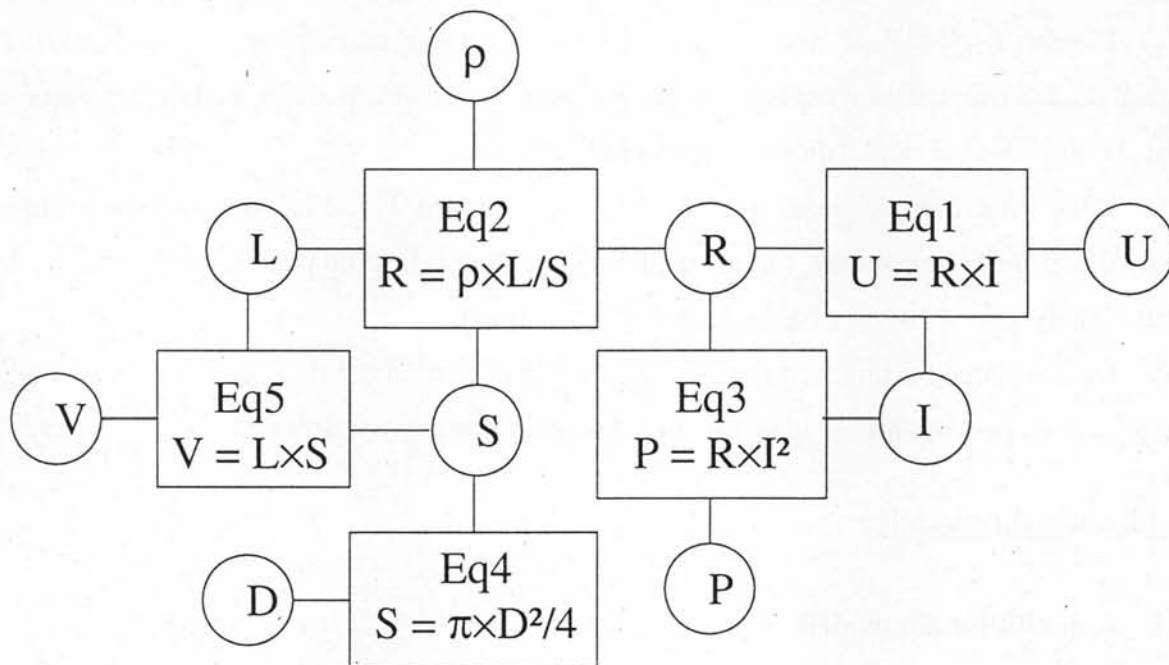 ρ
L
Eq2
R = ρ×L/S
R
Eq1
U = R×I
U
V
Eq5
V = L×S
S
Eq3
P = R×I²
I
D
Eq4
S = π×D²/4
P